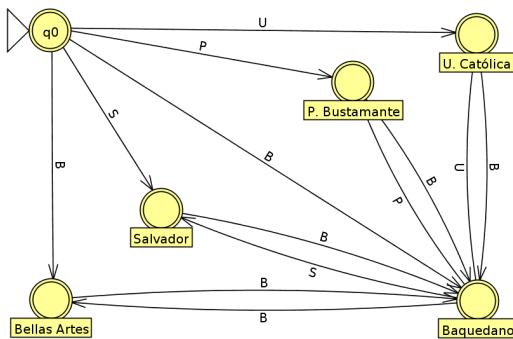 q0
U
U. Católica
P
P. Bustamante
S
B
B
B
U
B
P
Salvador
B
S
Bellas Artes
B
B
Baquedano